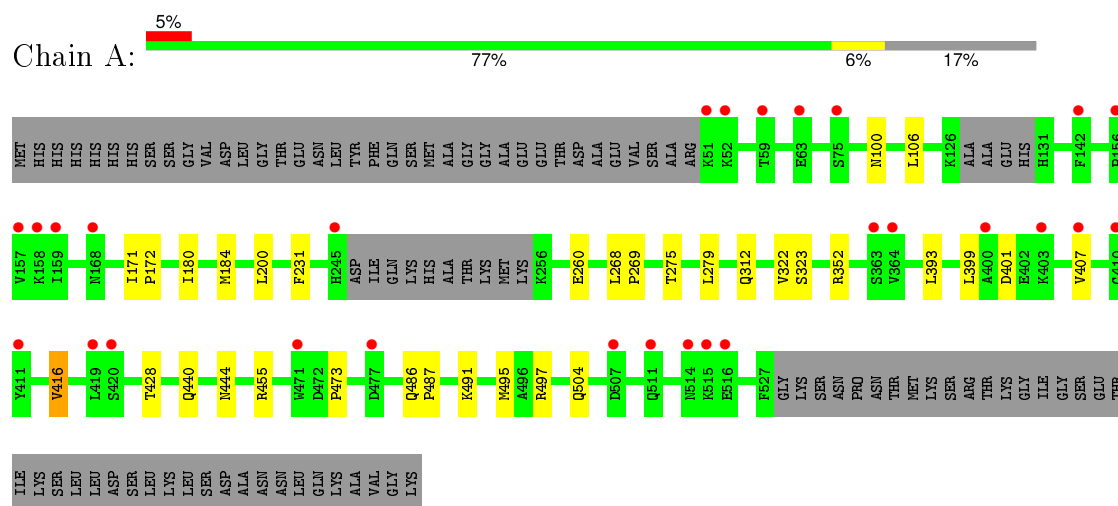 5%
Chain A:
77% 6% 17%
MET HIS HIS HIS HIS HIS HIS SER SER GLY VAL ASP LEU GLY THR GLU ASN LEU TYR PHE GLN SER MET ALA GLY GLY ALA GLU GLU THR ASP ALA GLU VAL SER ALA ARG K51 K52 T59 E63 S75 N100 L106 K126 ALA ALA GLU HIS H131 F142
V157 K158 I159 N168 I171 P172 I180 M184 L200 F231 H245 ASP ILE GLN LYS HIS ALA THR LYS MET LYS K256 E260 L268 P269 T275 L279 Q312 V322 S323 R352 S363 V364 L393 L399 A400 D401 E402 K403 V407
Y411 V416 L419 S420 T428 Q440 N444 R455 W471 D472 P473 D477 Q486 P487 K491 M495 A496 R497 Q504 D507 Q511 N514 K515 E516 F527 GLY LYS SER ASN PRO ASN THR MET LYS SER ARG THR LYS GLY ILE GLY SER GLU
ILE LYS SER LEU LEU ASP SER LEU LYS LEU SER ASP ALA ASN ASN LEU GLN LYS ALA VAL GLY LYS